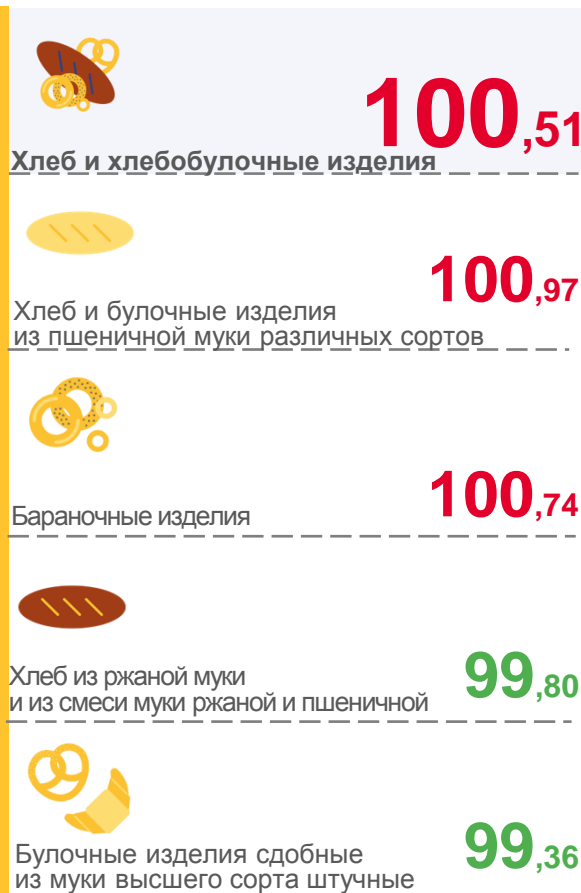 100,51
Хлеб и хлебобулочные изделия
100,97
Хлеб и булочные изделия
из пшеничной муки различных сортов
100,74
Бараночные изделия
Хлеб из ржаной муки
99,80
и из смеси муки ржаной и пшеничной
99,36
Булочные изделия сдобные
из муки высшего сорта штучные